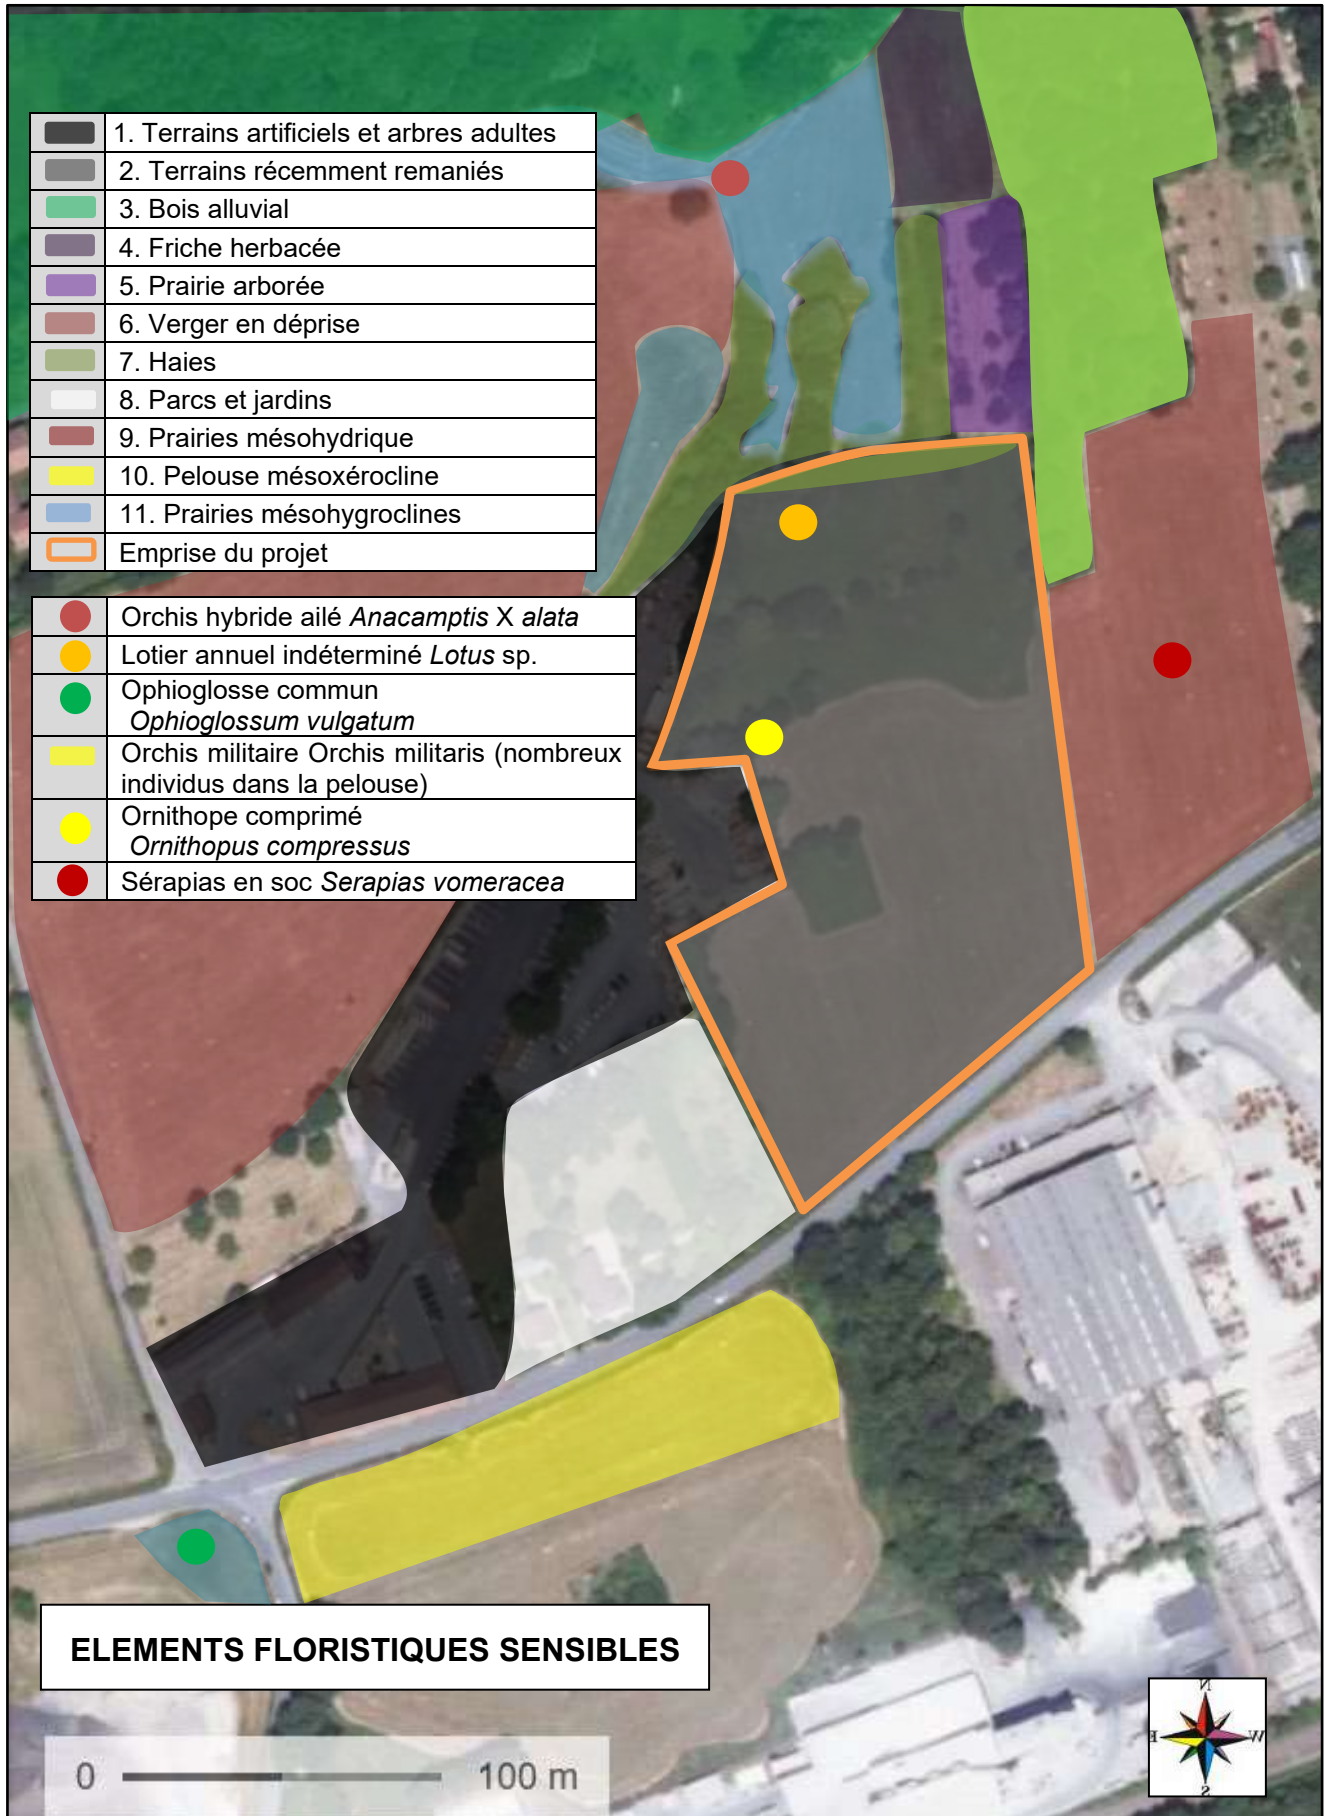 1. Terrains artificiels et arbres adultes
2. Terrains récemment remaniés
3. Bois alluvial
4. Friche herbacée
5. Prairie arborée
6. Verger en déprise
7. Haies
8. Parcs et jardins
9. Prairies mésohydrique
10. Pelouse mésoxérocline
11. Prairies mésohygroclines
Emprise du projet
Orchis hybride ailé Anacamptis X alata
Lotier annuel indéterminé Lotus sp.
Ophioglosse commun
Ophioglossum vulgatum
Orchis militaire Orchis militaris (nombreux
individus dans la pelouse)
Ornithope comprimé
Ornithopus compressus
Sérapias en soc Serapias vomeracea
ELEMENTS FLORISTIQUES SENSIBLES
N
E
W
S
0 100 m